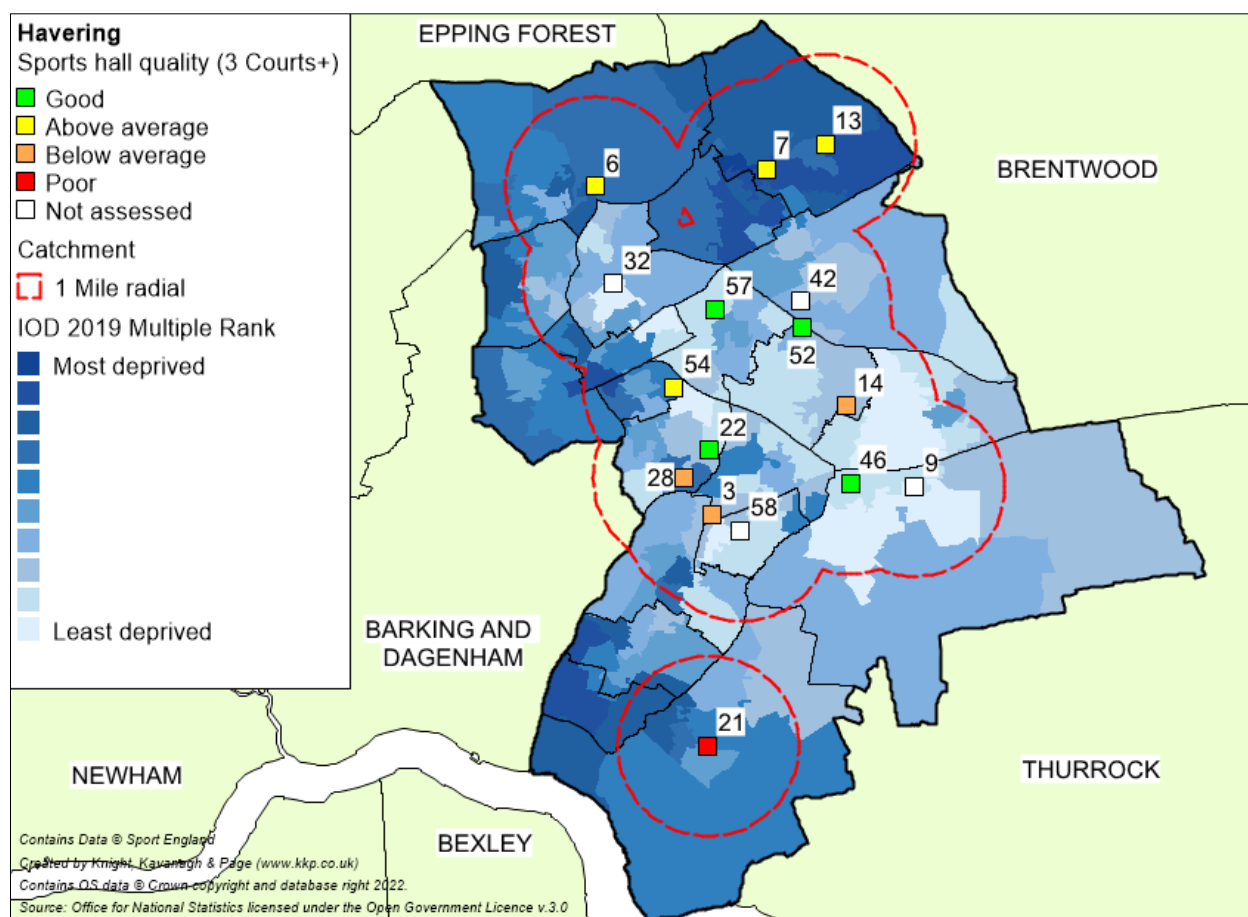 Havering
Sports hall quality (3 Courts+)
Good
Above average
Below average
Poor
Not assessed
Catchment
1 Mile radial
IOD 2019 Multiple Rank
Most deprived
Least deprived
EPPING FOREST
BRENTWOOD
13
7
6
32
42
57
52
54
14
22
46
9
28
3
58
BARKING AND
DAGENHAM
21
NEWHAM
THURROCK
BEXLEY
Contains Data © Sport England
Created by Knight, Kavanagh & Page (www.kkp.co.uk)
Contains OS data © Crown copyright and database right 2022.
Source: Office for National Statistics licensed under the Open Government Licence v.3.0